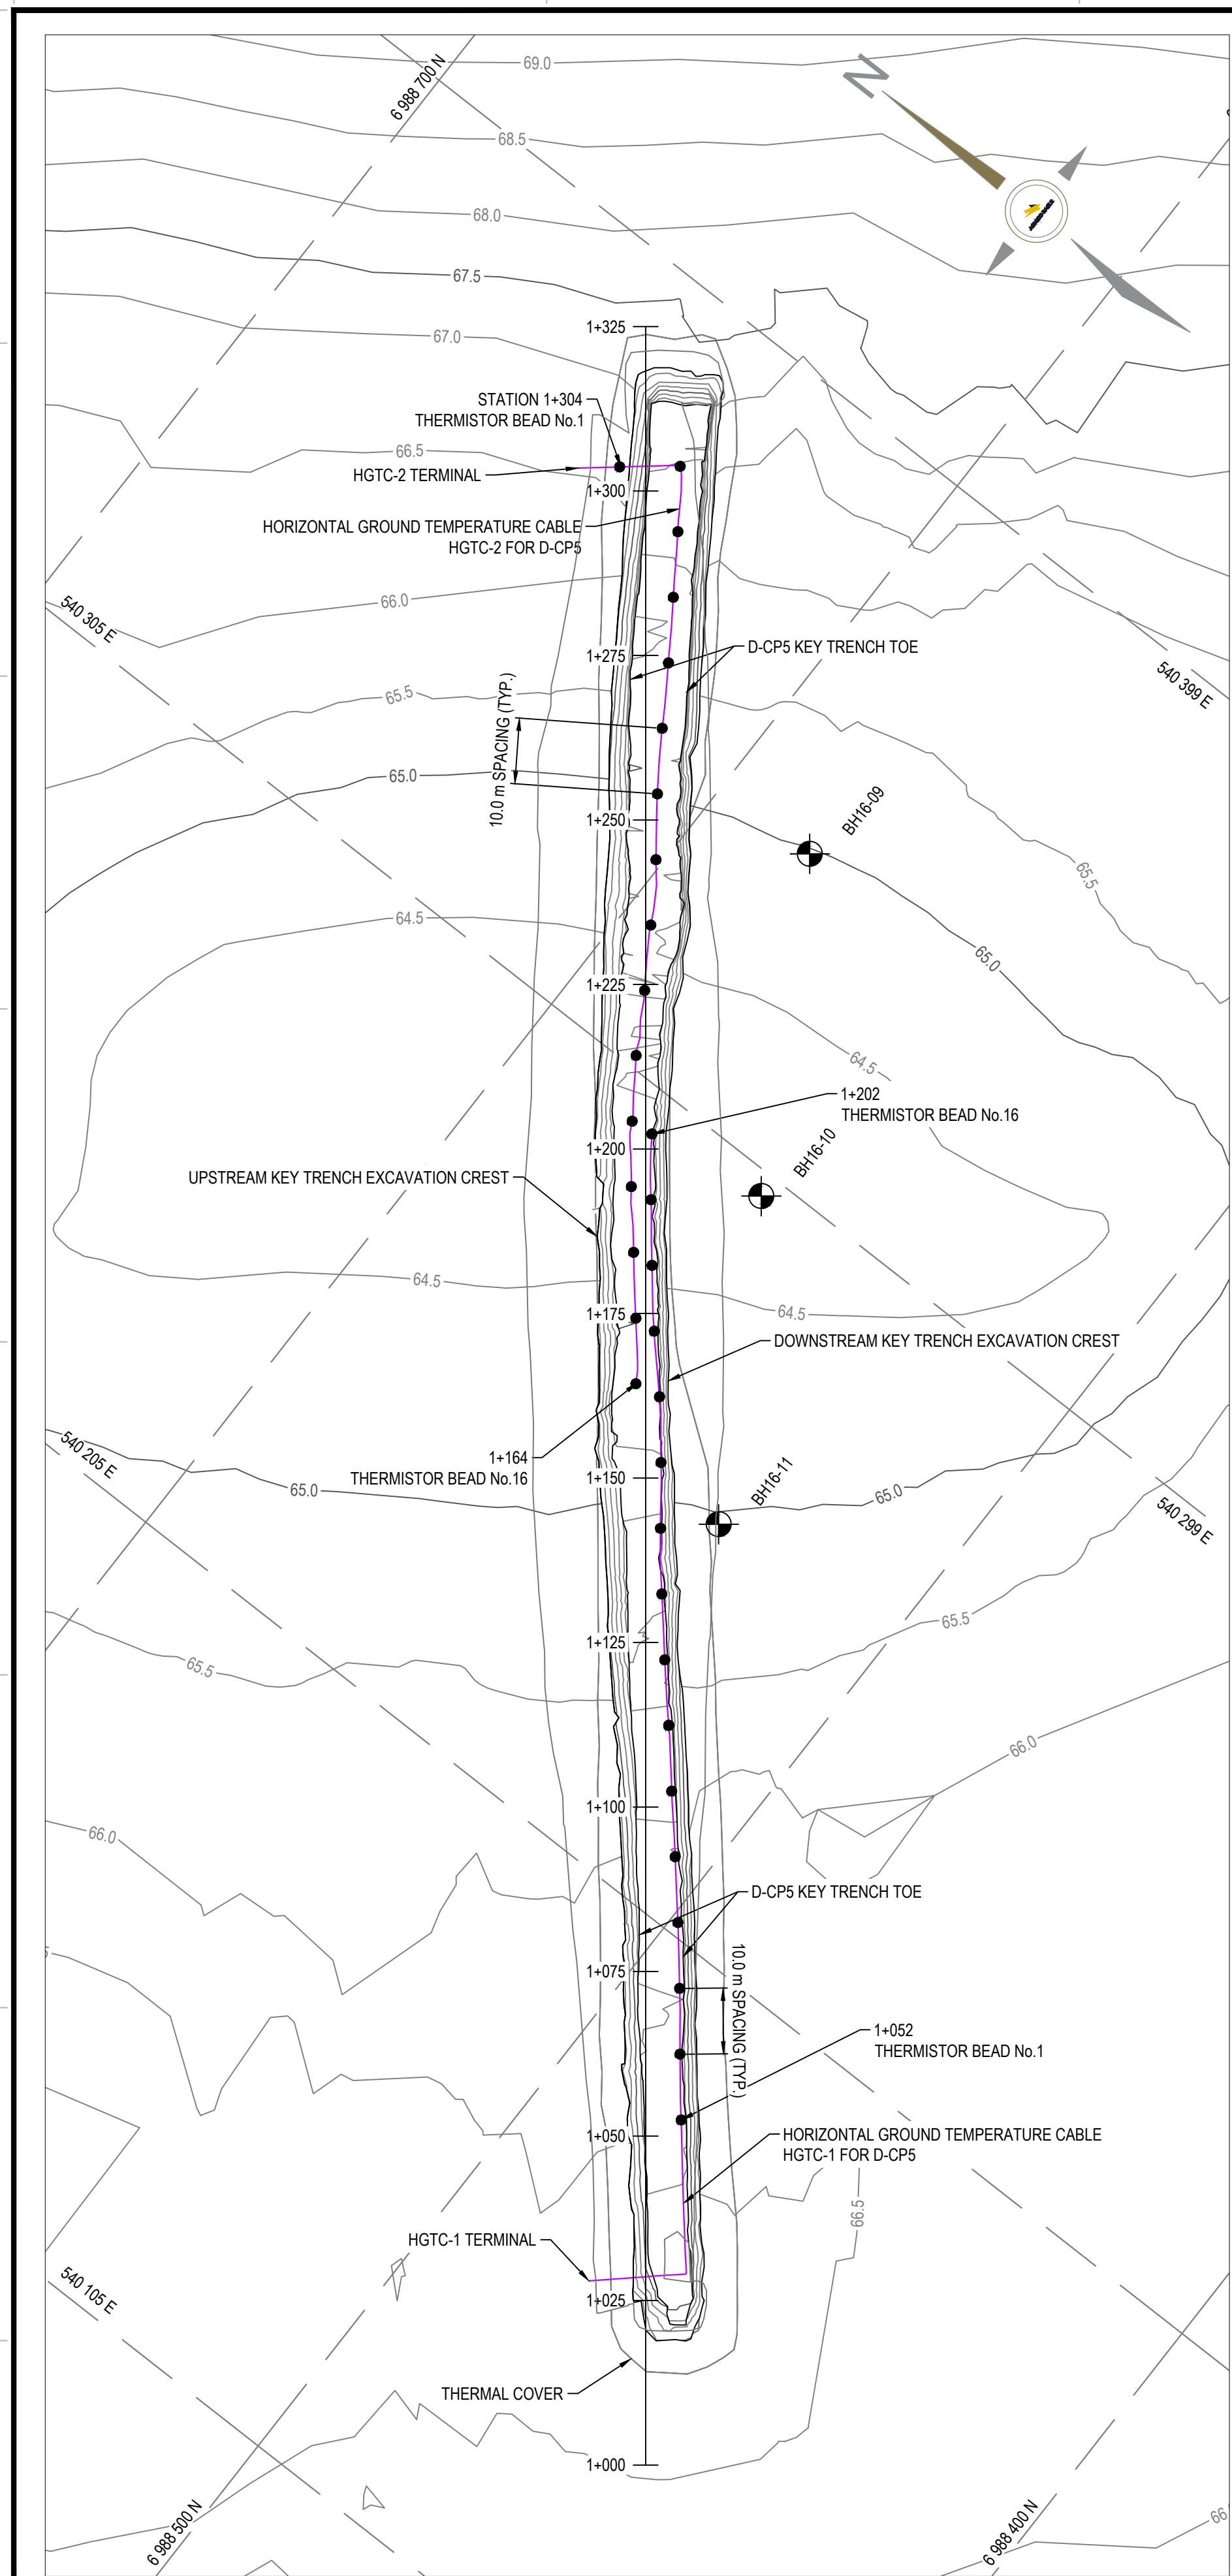 69.0
6 988 700 N
N
68.5
68.0
67.5
67.0
1+325
STATION 1+304
THERMISTOR BEAD No.1
66.5
HGTC-2 TERMINAL
1+300
HORIZONTAL GROUND TEMPERATURE CABLE
HGTC-2 FOR D-CP5
66.0
540 305 E
1+275
D-CP5 KEY TRENCH TOE
540 399 E
65.5
10.0 m SPACING (TYP.)
65.0
1+250
BH16-09
65.5
64.5
65.0
1+225
64.5
1+202
THERMISTOR BEAD No.16
1+200
BH16-10
UPSTREAM KEY TRENCH EXCAVATION CREST
64.5
1+175
64.5
DOWNSTREAM KEY TRENCH EXCAVATION CREST
540 205 E
1+164
THERMISTOR BEAD No.16
1+150
65.0
BH16-11
65.0
540 299 E
1+125
65.5
65.5
66.0
1+100
66.0
D-CP5 KEY TRENCH TOE
1+075
10.0 m SPACING (TYP.)
1+052
THERMISTOR BEAD No.1
1+050
HORIZONTAL GROUND TEMPERATURE CABLE
HGTC-1 FOR D-CP5
66.5
HGTC-1 TERMINAL
540 105 E
1+025
THERMAL COVER
1+000
6 988 500 N
6 988 400 N
66